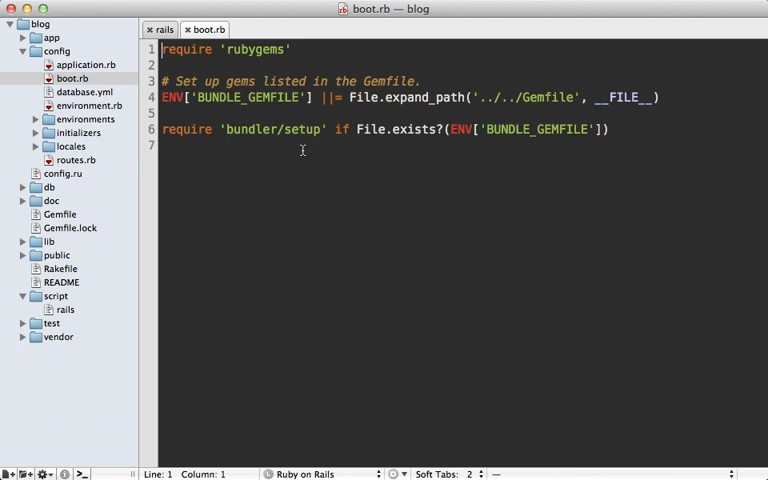 boot.rb — blog
blog
app
config
application.rb
boot.rb
database.yml
environment.rb
environments
initializers
locales
routes.rb
config.ru
db
doc
Gemfile
Gemfile.lock
lib
public
Rakefile
README
script
rails
test
vendor
rails
boot.rb
1 require 'rubygems'
2
3 # Set up gems listed in the Gemfile.
4 ENV['BUNDLE_GEMFILE'] ||= File.expand_path('../../Gemfile', __FILE__)
5
6 require 'bundler/setup' if File.exists?(ENV['BUNDLE_GEMFILE'])
7
Line: 1 Column: 1
Ruby on Rails
Soft Tabs: 2
—